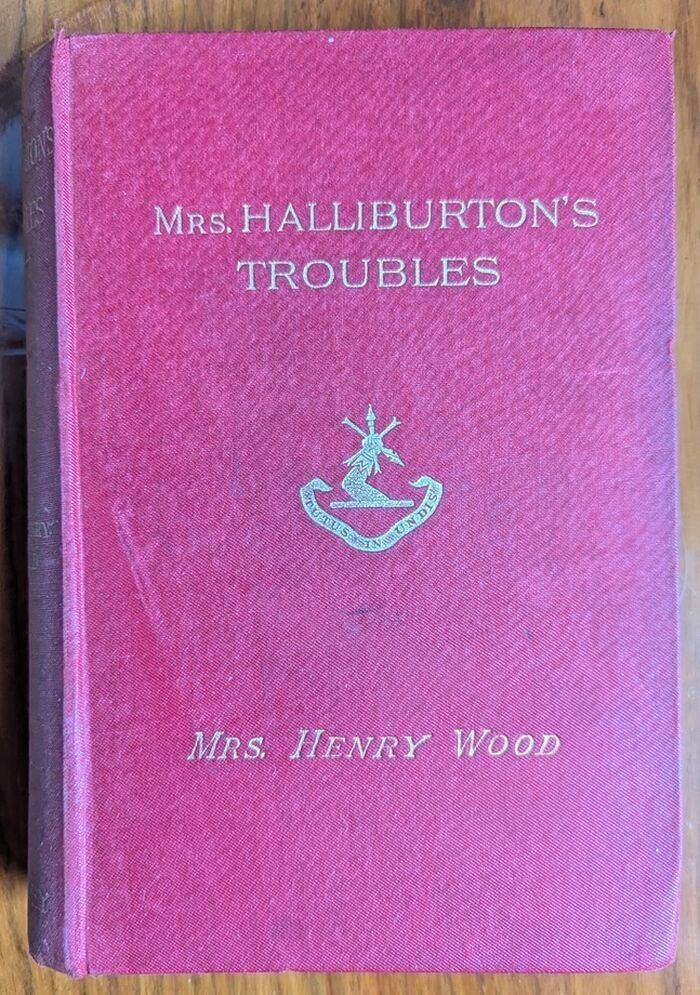 Mrs. HALLIBURTON'S
TROUBLES
TUTUS IN UNDIS
Mrs. Henry Wood